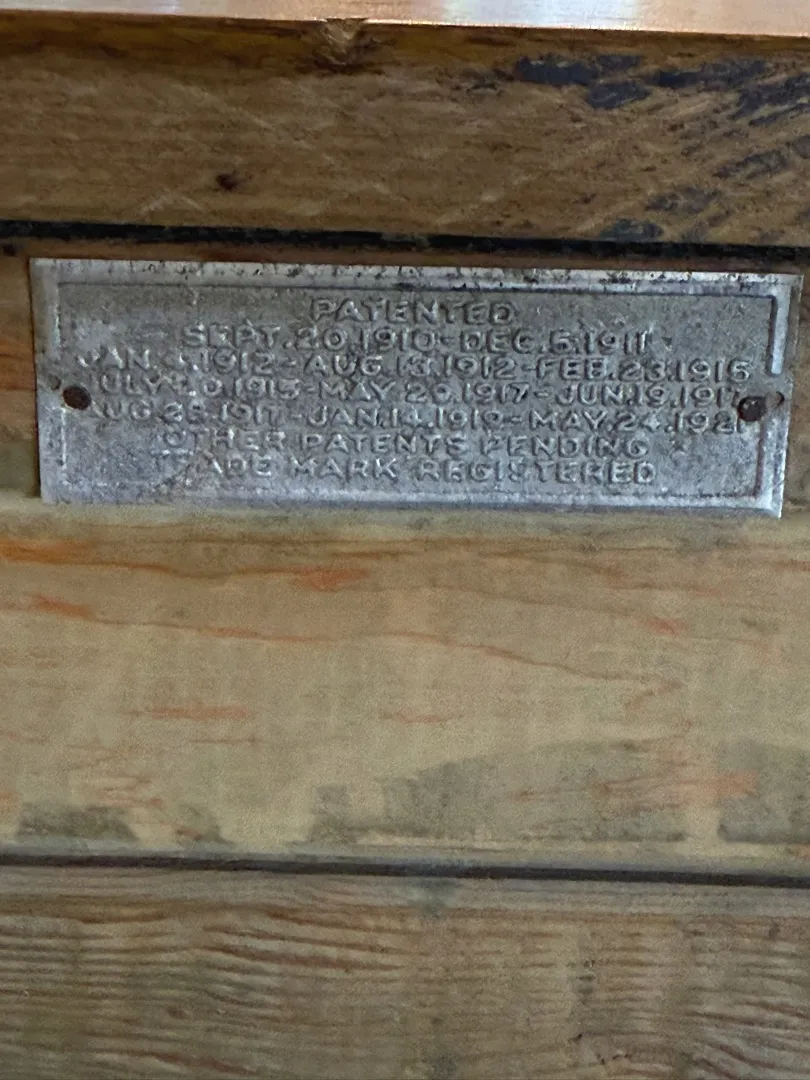 PATENTED
SEPT.20.1910-DEC.5.1911
JAN. .1912-AUG.13.1912-FEB.23.1915
JULY 20.1915-MAY 29.1917-JUN.19.1917
AUG.28.1917-JAN.14.1919-MAY.24.1921
OTHER PATENTS PENDING
TRADE MARK REGISTERED